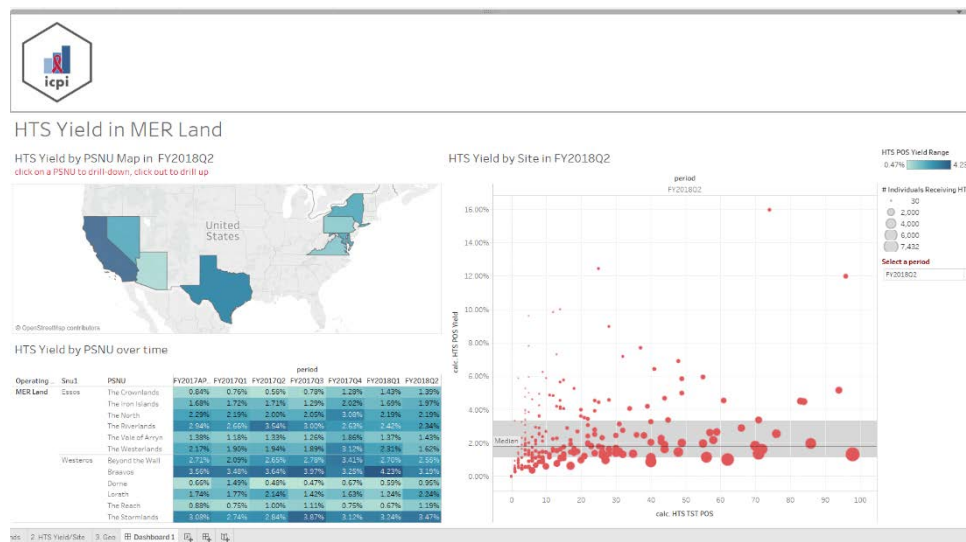 icpi
HTS Yield in MER Land
HTS Yield by PSNU Map in FY2018Q2
click on a PSNU to drill-down, click out to drill up
United
States
© OpenStreetMap contributors
HTS Yield by PSNU over time
period
Operating .. Snu1 PSNU FY2017AP.. FY2017Q1 FY2017Q2 FY2017Q3 FY2017Q4 FY2018Q1 FY2018Q2
MER Land Essos The Crownlands 0.84% 0.76% 0.56% 0.78% 1.28% 1.43% 1.39%
The Iron Islands 1.68% 1.72% 1.71% 1.29% 2.02% 1.69% 1.97%
The North 2.29% 2.19% 2.00% 2.05% 3.08% 2.19% 2.19%
The Riverlands 2.94% 2.66% 3.54% 3.00% 2.63% 2.42% 2.34%
The Vale of Arryn 1.38% 1.18% 1.33% 1.26% 1.86% 1.37% 1.43%
The Westerlands 2.17% 1.90% 1.94% 1.89% 3.12% 2.31% 1.62%
Westeros Beyond the Wall 2.71% 2.09% 2.65% 2.78% 3.41% 2.70% 2.56%
Braavos 3.56% 3.48% 3.64% 3.97% 3.25% 4.23% 3.19%
Dorne 0.66% 1.49% 0.48% 0.47% 0.67% 0.59% 0.95%
Lorath 1.74% 1.77% 2.14% 1.42% 1.63% 1.24% 2.24%
The Reach 0.88% 0.75% 1.00% 1.11% 0.75% 0.67% 1.19%
The Stormlands 3.08% 2.74% 2.84% 3.87% 3.12% 3.24% 3.47%
HTS Yield by Site in FY2018Q2
period
FY2018Q2
16.00%
14.00%
12.00%
10.00%
8.00%
6.00%
4.00%
2.00%
0.00%
calc. HTS POS Yield
Median
0 10 20 30 40 50 60 70 80 90 100
calc. HTS TST POS
HTS POS Yield Range
0.47% 4.23
# Individuals Receiving HT
30
2,000
4,000
6,000
7,432
Select a period
FY2018Q2
2 HTS Yield/Site 3 Geo Dashboard 1